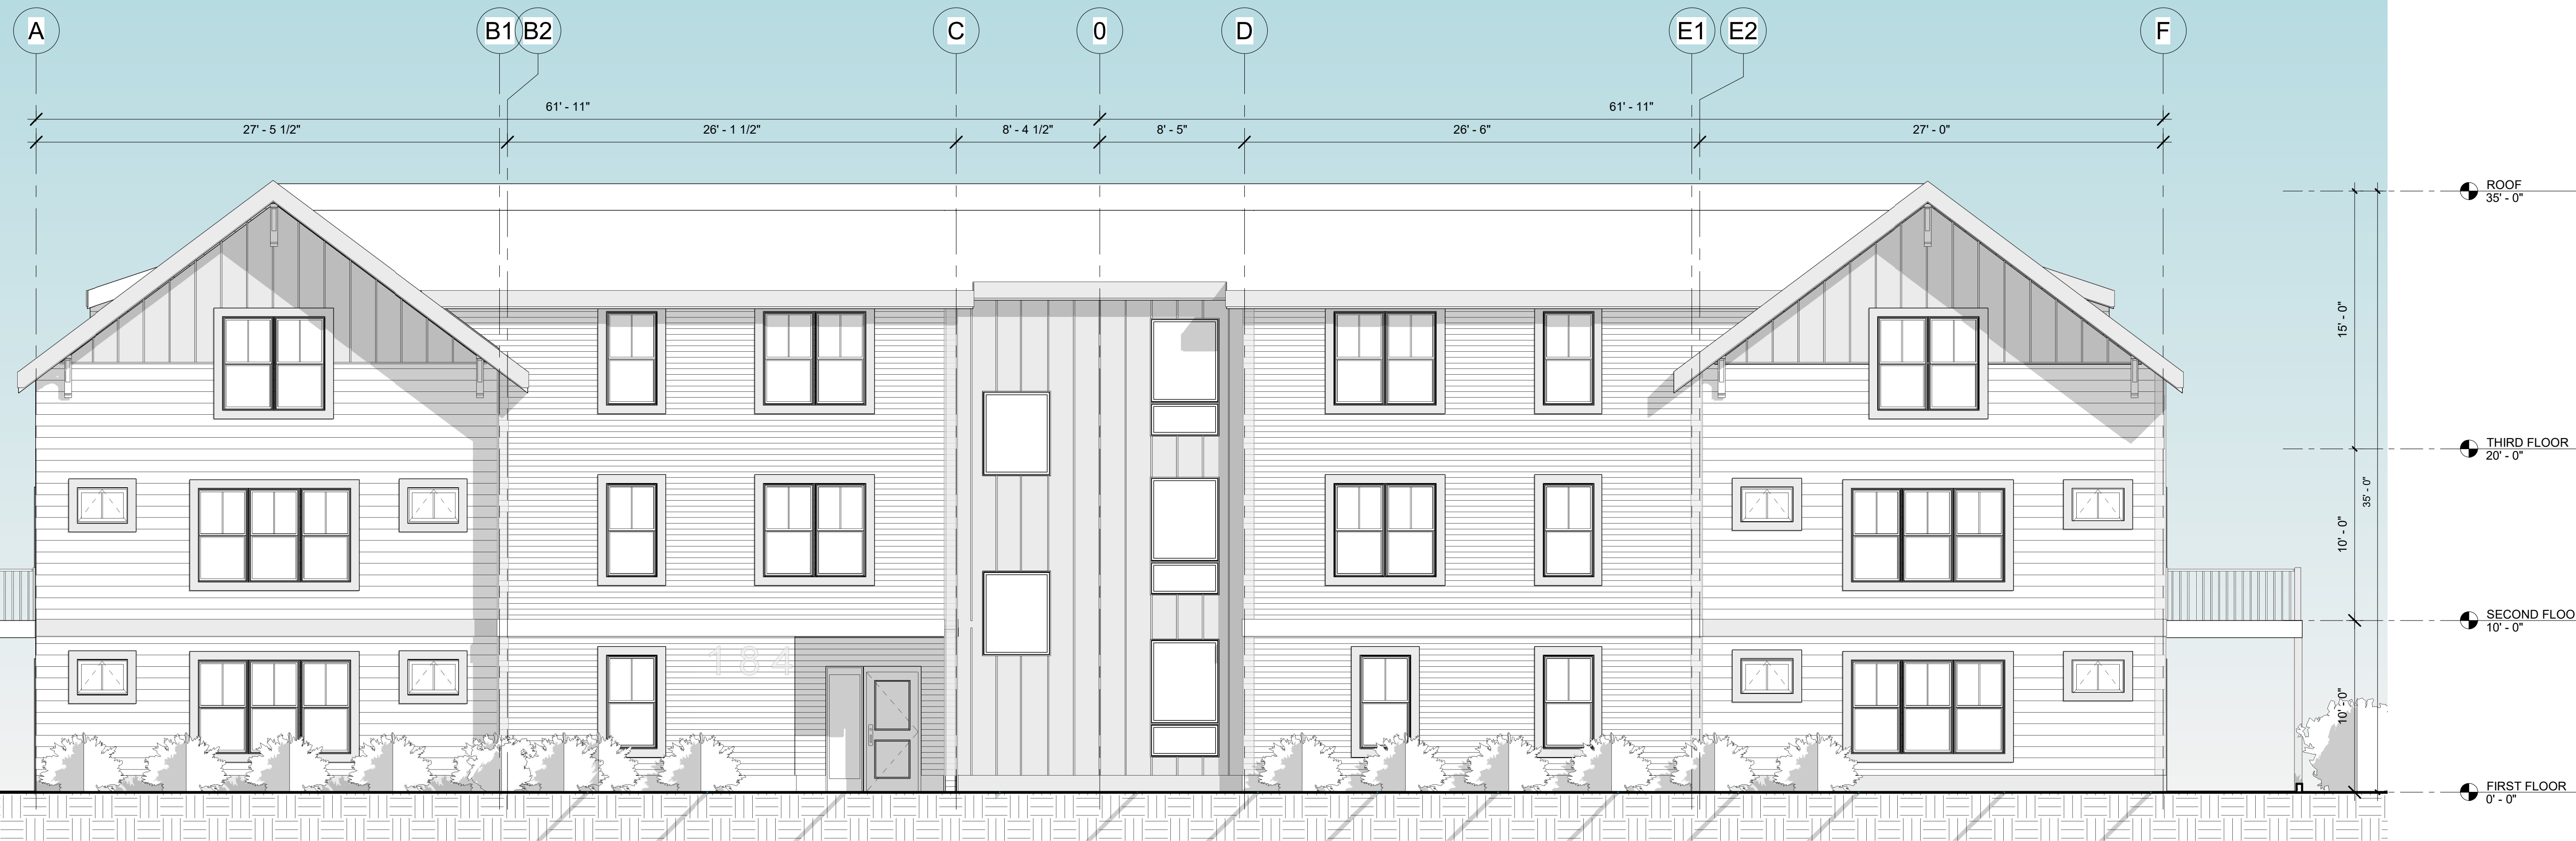 A
B1
B2
C
0
D
E1
E2
F
61' - 11"
61' - 11"
27' - 5 1/2"
26' - 1 1/2"
8' - 4 1/2"
8' - 5"
26' - 6"
27' - 0"
ROOF
35' - 0"
15' - 0"
THIRD FLOOR
20' - 0"
35' - 0"
10' - 0"
SECOND FLOO
10' - 0"
184
10' - 0"
FIRST FLOOR
0' - 0"